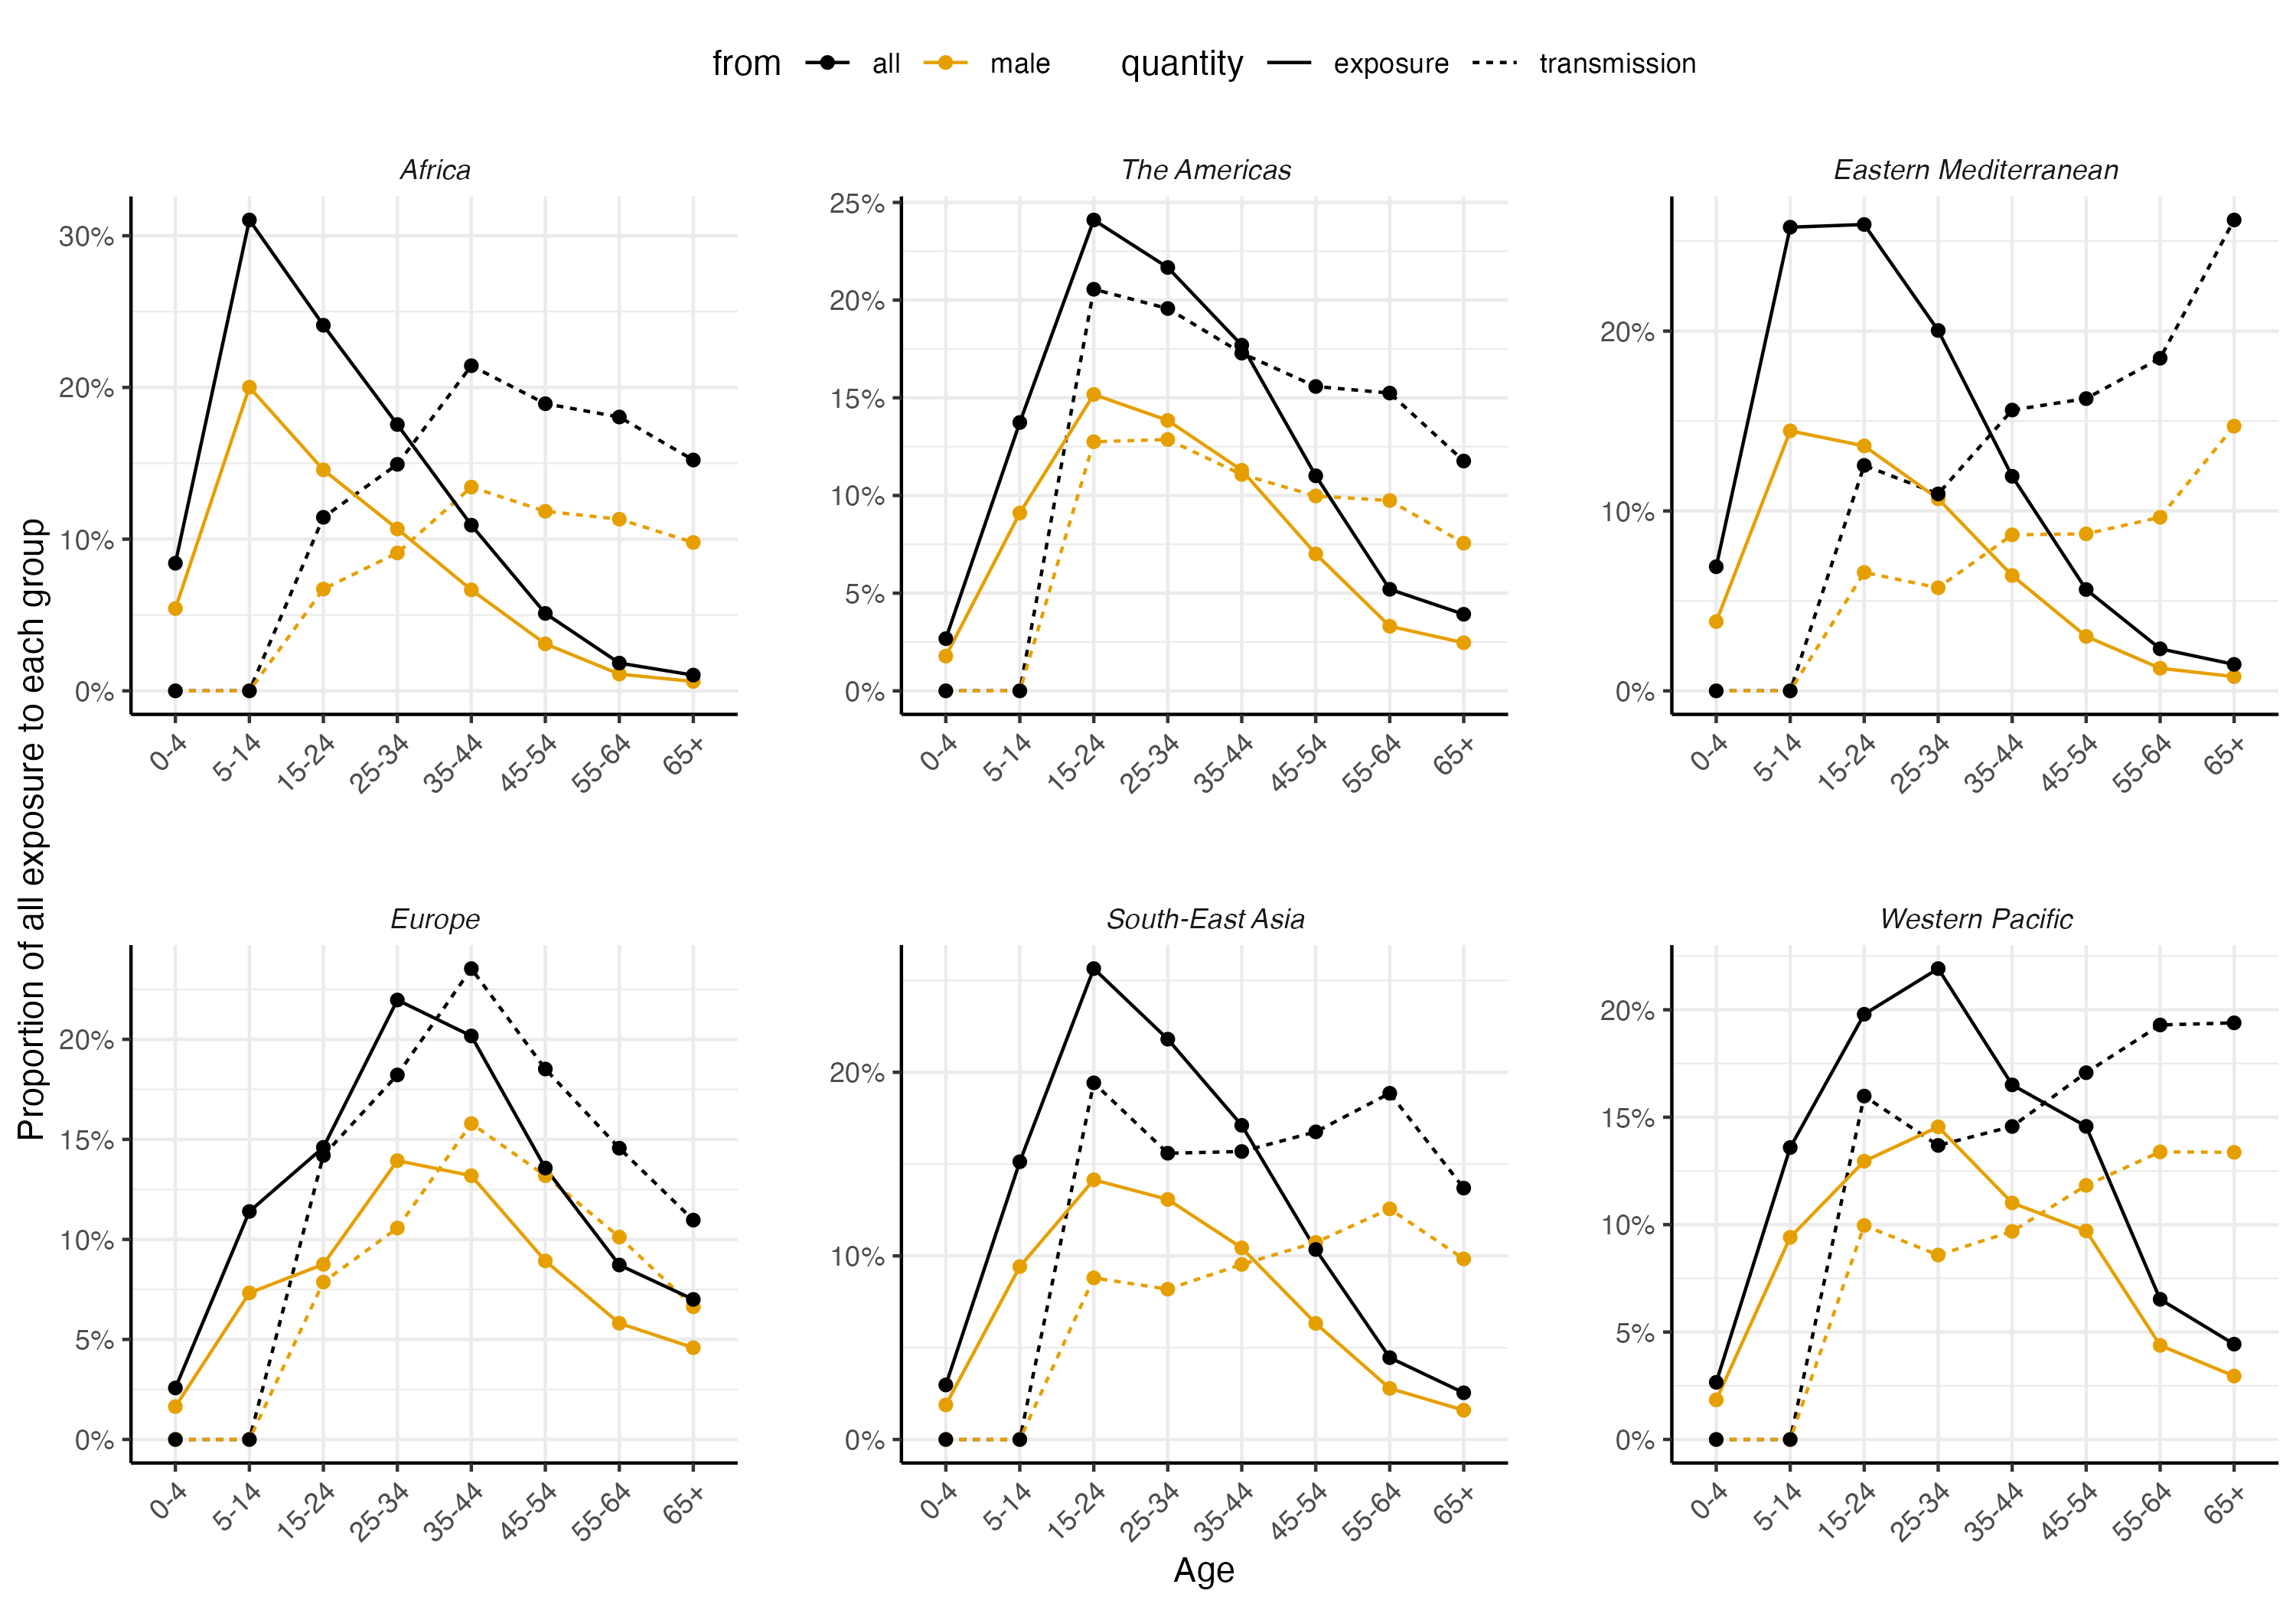 from all male quantity exposure transmission
Proportion of all exposure to each group
Africa
30%
20%
10%
0%
0-4 5-14 15-24 25-34 35-44 45-54 55-64 65+
The Americas
25%
20%
15%
10%
5%
0%
0-4 5-14 15-24 25-34 35-44 45-54 55-64 65+
Eastern Mediterranean
20%
10%
0%
0-4 5-14 15-24 25-34 35-44 45-54 55-64 65+
Europe
20%
15%
10%
5%
0%
0-4 5-14 15-24 25-34 35-44 45-54 55-64 65+
South-East Asia
20%
10%
0%
0-4 5-14 15-24 25-34 35-44 45-54 55-64 65+
Western Pacific
20%
15%
10%
5%
0%
0-4 5-14 15-24 25-34 35-44 45-54 55-64 65+
Age